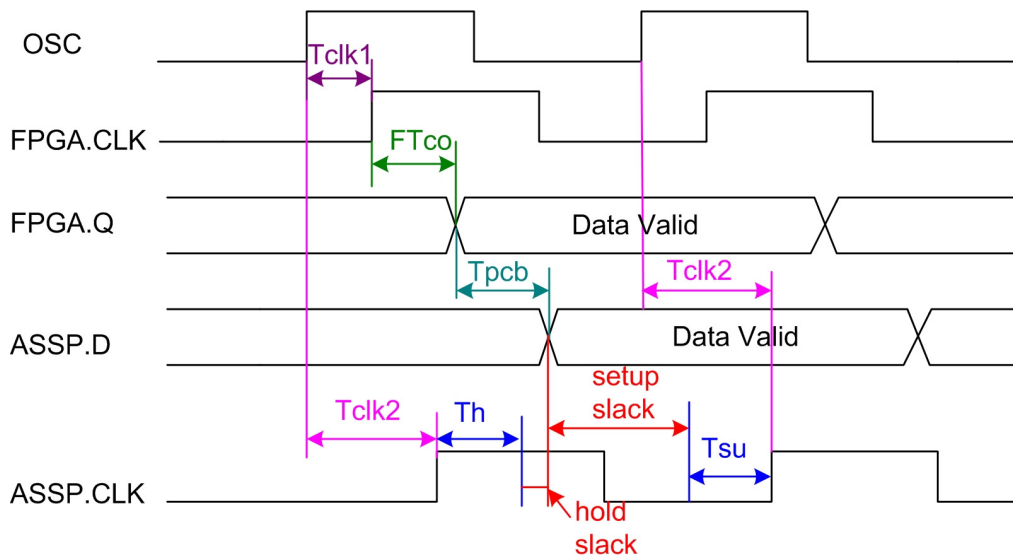 OSC
Tclk1
FPGA.CLK
FTco
FPGA.Q
Data Valid
Tpcb
Tclk2
ASSP.D
Data Valid
setup
slack
Tclk2
Th
Tsu
ASSP.CLK
hold
slack